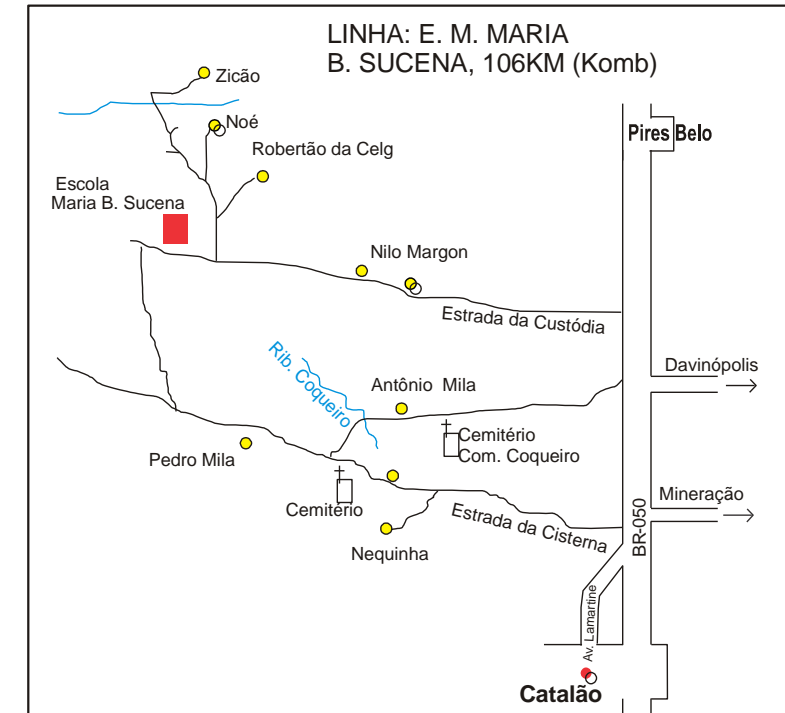 LINHA: E. M. MARIA
B. SUCENA, 106KM (Komb)
Zicão
Noé
Pires Belo
Robertão da Celg
Escola
Maria B. Sucena
Nilo Margon
Estrada da Custódia
Rib. Coqueiro
Davinópolis
Antônio Mila
Cemitério
Com. Coqueiro
Pedro Mila
Cemitério
Estrada da Cisterna
Mineração
BR-050
Nequinha
Av. Lamartine
Catalão